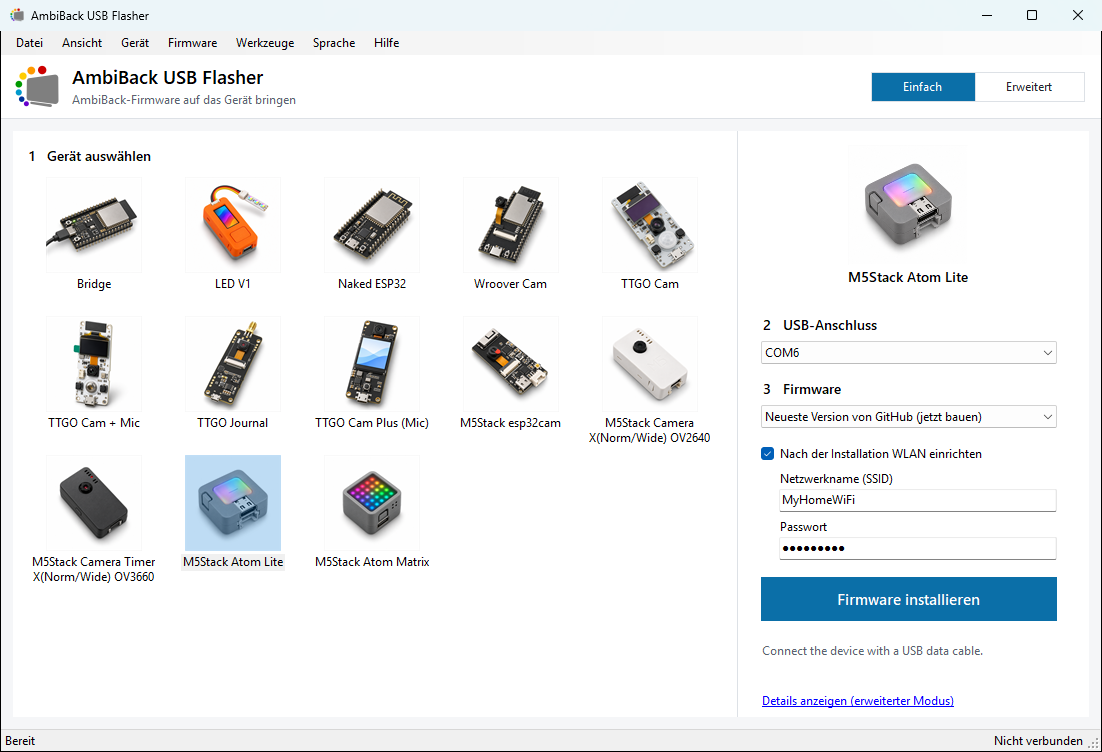 AmbiBack USB Flasher
Datei Ansicht Gerät Firmware Werkzeuge Sprache Hilfe
AmbiBack USB Flasher
AmbiBack-Firmware auf das Gerät bringen
Einfach Erweitert
1 Gerät auswählen
Bridge
LED V1
Naked ESP32
Wroover Cam
TTGO Cam
TTGO Cam + Mic
TTGO Journal
TTGO Cam Plus (Mic)
M5Stack esp32cam
M5Stack Camera
X(Norm/Wide) OV2640
M5Stack Camera Timer
X(Norm/Wide) OV3660
M5Stack Atom Lite
M5Stack Atom Matrix
M5Stack Atom Lite
2 USB-Anschluss
COM6
3 Firmware
Neueste Version von GitHub (jetzt bauen)
Nach der Installation WLAN einrichten
Netzwerkname (SSID)
MyHomeWiFi
Passwort
●●●●●●●●●
Firmware installieren
Connect the device with a USB data cable.
Details anzeigen (erweiterter Modus)
Bereit
Nicht verbunden